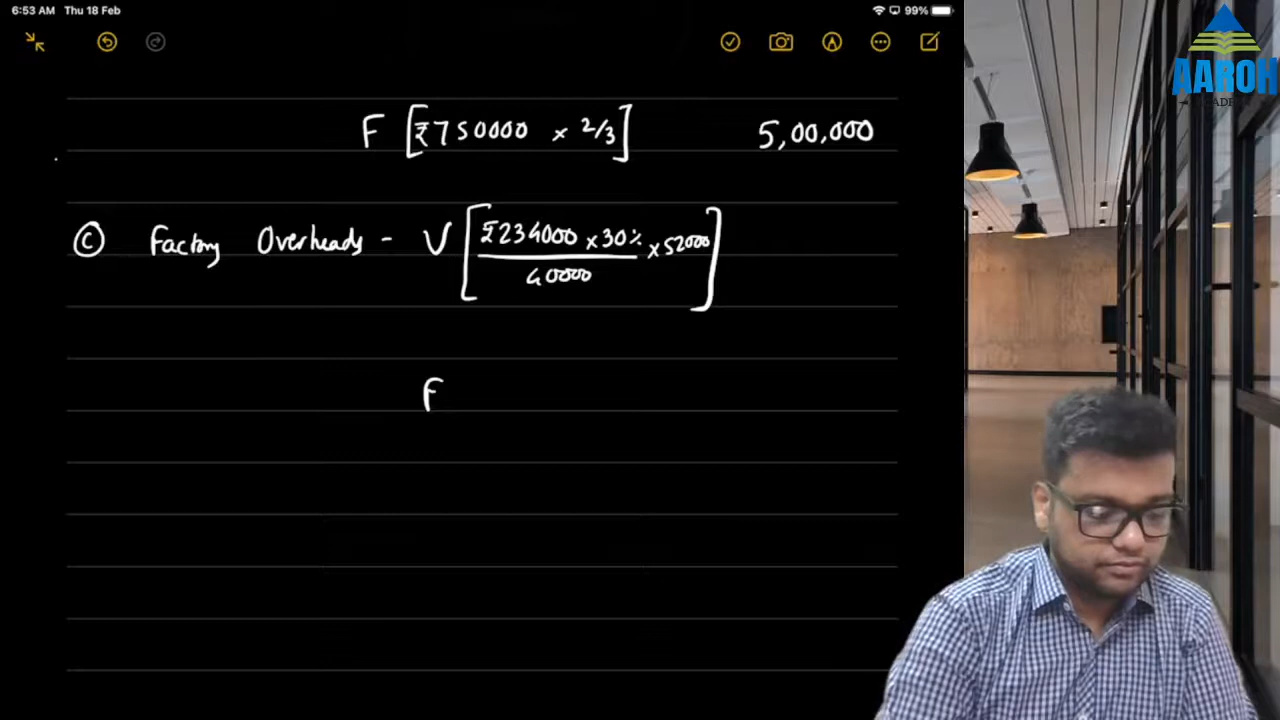 6:53 AM Thu 18 Feb
99%
AAROH
ACADEMY
F [₹750000 × 2/3] 5,00,000
(C) Factory Overheads - V [₹234000 × 30% × 52000]
40000
F